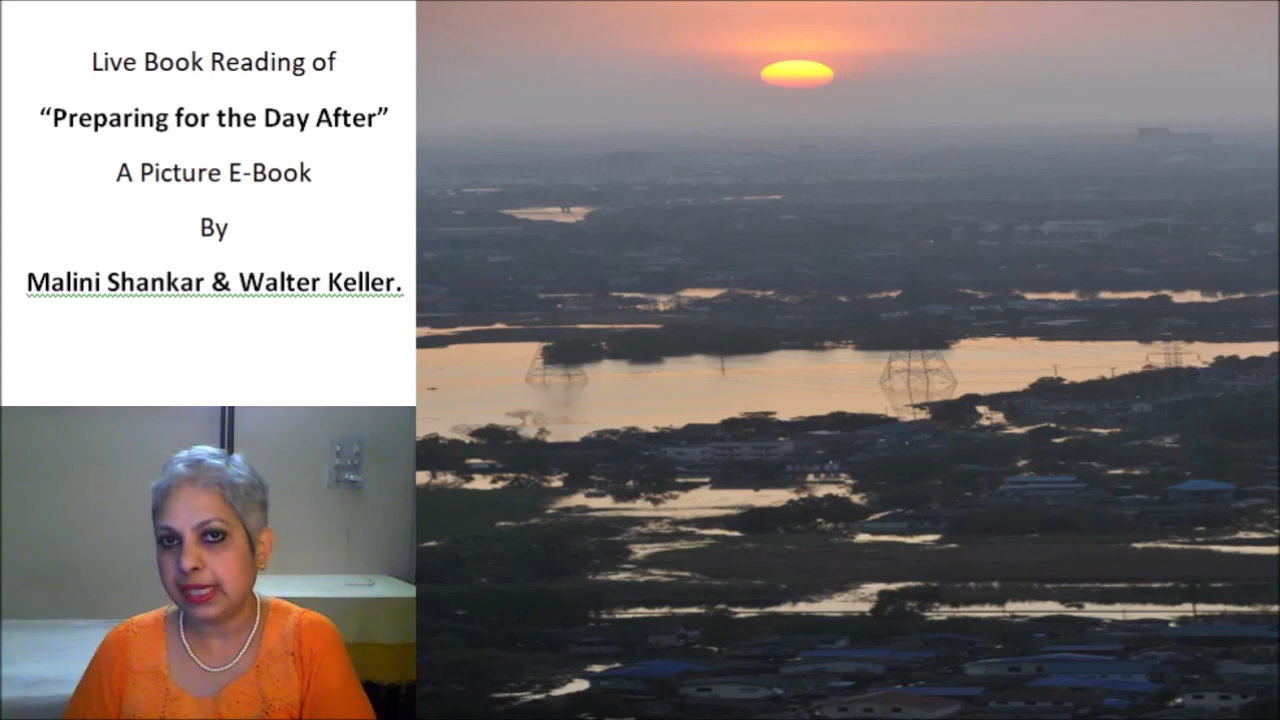 Live Book Reading of
“Preparing for the Day After”
A Picture E-Book
By
Malini Shankar & Walter Keller.